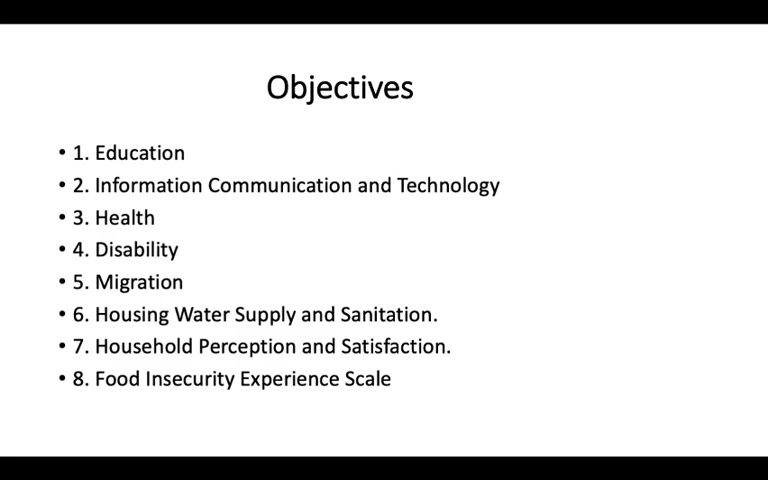 Objectives
• 1. Education
• 2. Information Communication and Technology
• 3. Health
• 4. Disability
• 5. Migration
• 6. Housing Water Supply and Sanitation.
• 7. Household Perception and Satisfaction.
• 8. Food Insecurity Experience Scale